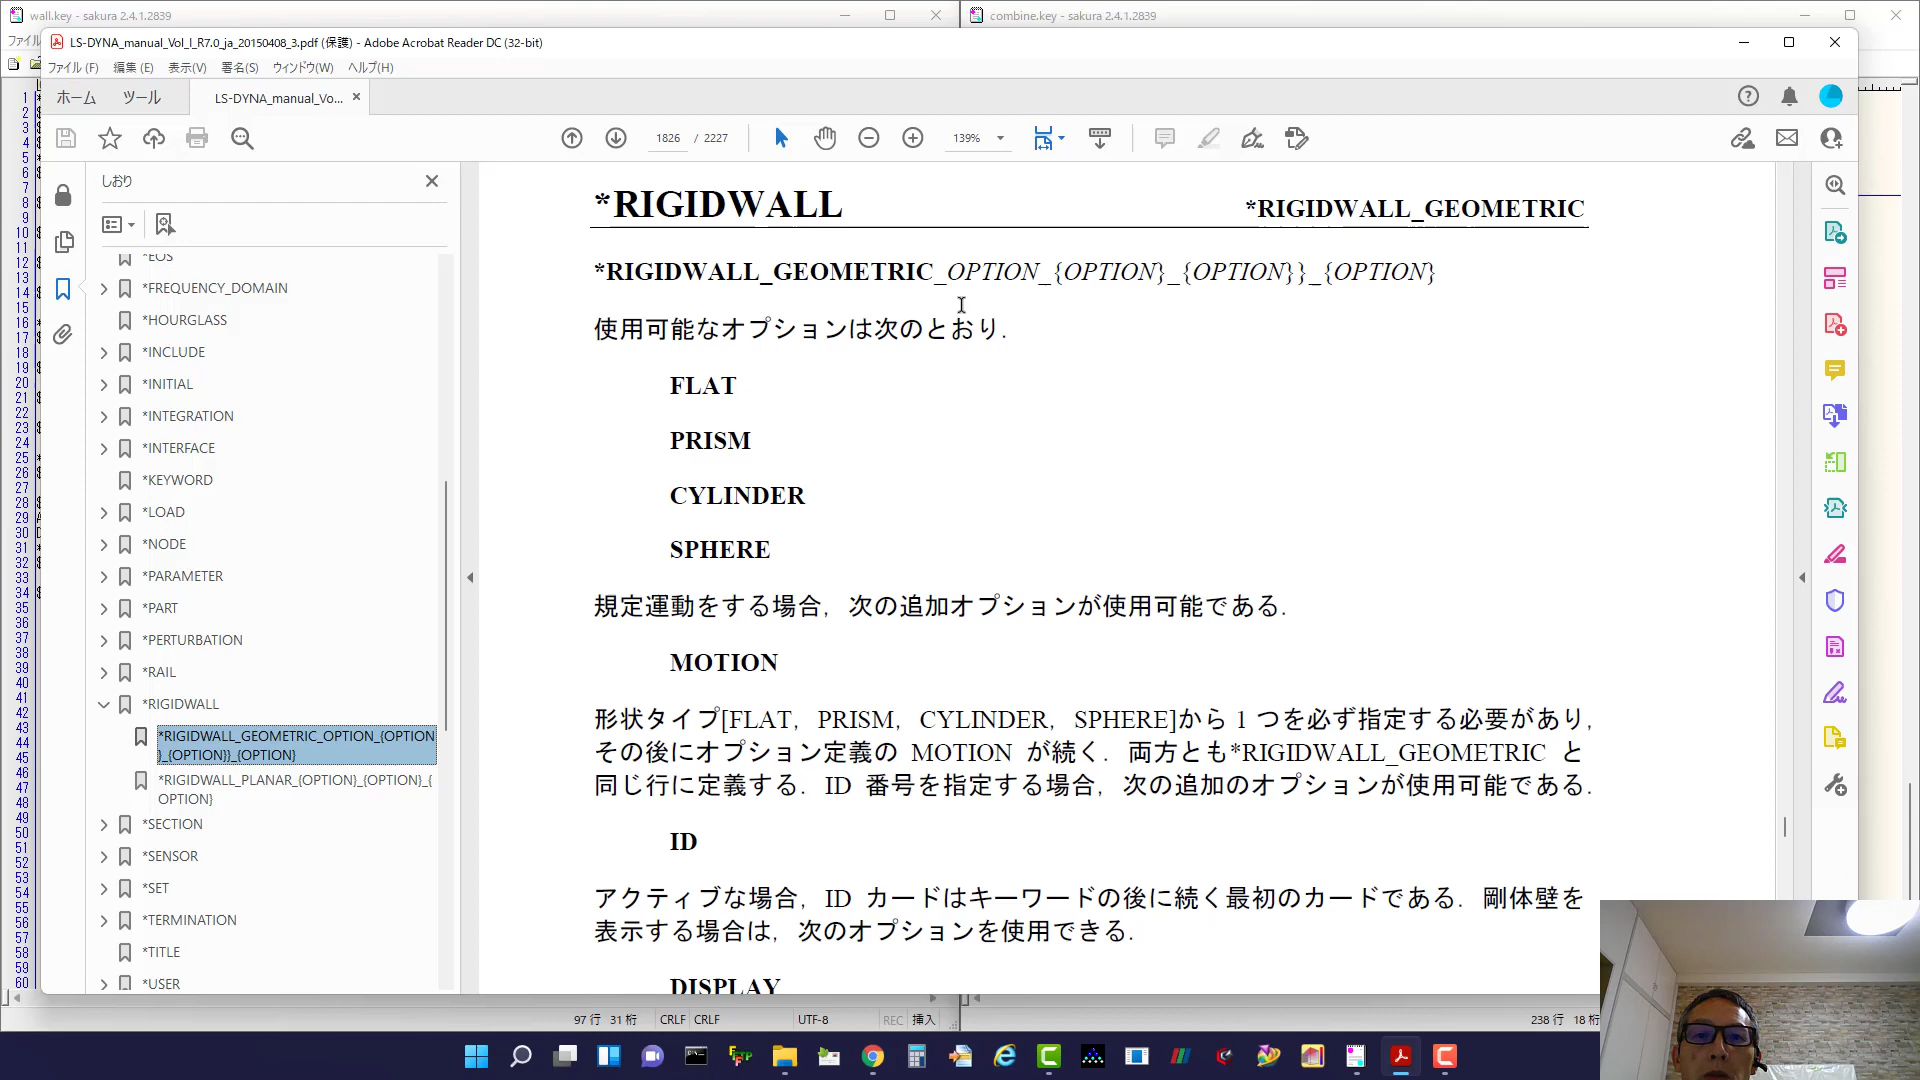 wall.key - sakura 2.4.1.2839
combine.key - sakura 2.4.1.2839
LS-DYNA_manual_Vol_I_R7.0_ja_20150408_3.pdf (保護) - Adobe Acrobat Reader DC (32-bit)
ファイル (F) 編集 (E) 表示(V) 署名(S) ウィンドウ(W) ヘルプ(H)
ホーム ツール LS-DYNA_manual_Vo...
1826 / 2227 139%
しおり
*EOS
*FREQUENCY_DOMAIN
*HOURGLASS
*INCLUDE
*INITIAL
*INTEGRATION
*INTERFACE
*KEYWORD
*LOAD
*NODE
*PARAMETER
*PART
*PERTURBATION
*RAIL
*RIGIDWALL
*RIGIDWALL_GEOMETRIC_OPTION_{OPTION
}_{OPTION}}_{OPTION}
*RIGIDWALL_PLANAR_{OPTION}_{OPTION}_{
OPTION}
*SECTION
*SENSOR
*SET
*TERMINATION
*TITLE
*USER
*RIGIDWALL *RIGIDWALL_GEOMETRIC
*RIGIDWALL_GEOMETRIC_OPTION_{OPTION}_{OPTION}}_{OPTION}
使用可能なオプションは次のとおり．
FLAT
PRISM
CYLINDER
SPHERE
規定運動をする場合，次の追加オプションが使用可能である．
MOTION
形状タイプ[FLAT，PRISM，CYLINDER，SPHERE]から 1 つを必ず指定する必要があり，
その後にオプション定義の MOTION が続く．両方とも*RIGIDWALL_GEOMETRIC と
同じ行に定義する．ID 番号を指定する場合，次の追加のオプションが使用可能である．
ID
アクティブな場合，ID カードはキーワードの後に続く最初のカードである．剛体壁を
表示する場合は，次のオプションを使用できる．
DISPLAY
97 行 31 桁 CRLF CRLF UTF-8 REC 挿入
238 行 18 桁